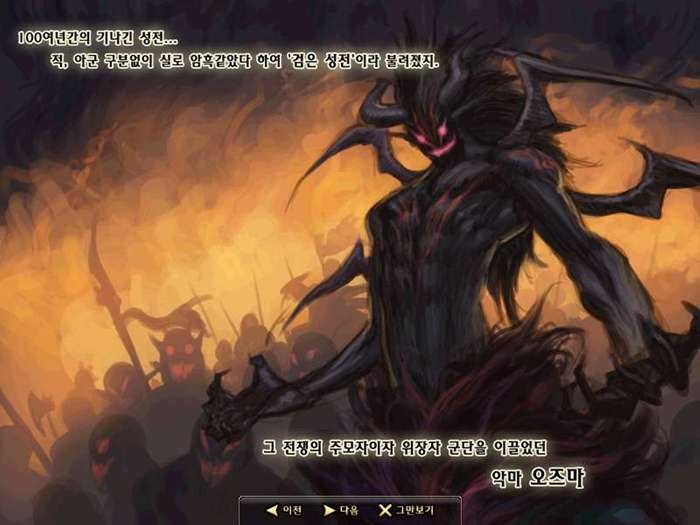 100여년간의 기나긴 성전...
적, 아군 구분없이 실로 암흑같았다 하여 '검은 성전'이라 불려졌지.
그 전쟁의 주모자이자 위장자 군단을 이끌었던
악마 오즈마
이전 다음 그만보기